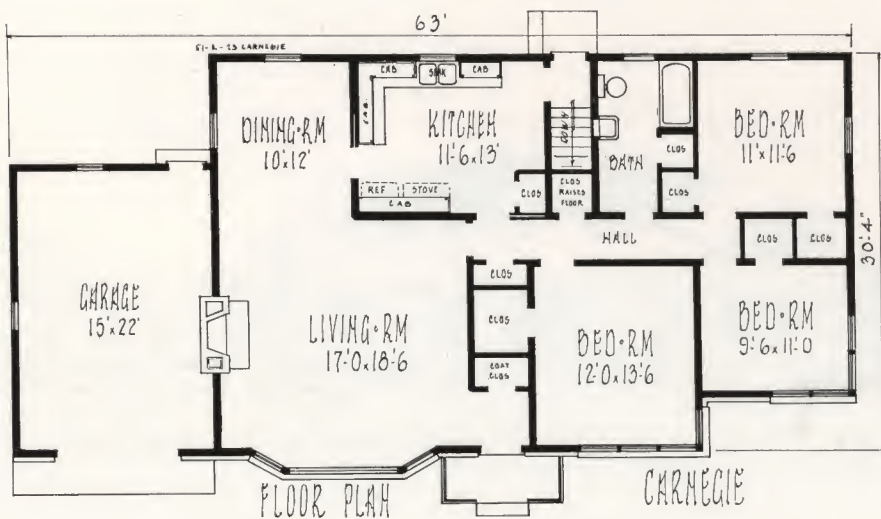 63'
61-L-23 CARNEGIE
CAB
SINK
CAB
CAB
DINING·RM
10'x12'
KITCHEN
11'-6x13'
DOWN
BATH
BED·RM
11'x11'-6
CLOS
CLOS
REF
STOVE
CAB
CLOS
CLOS
RAISED
FLOOR
HALL
CLOS
CLOS
30'-4"
GARAGE
15'x22'
CLOS
CLOS
LIVING·RM
17'-0x18'-6
COAT
CLOS
BED·RM
12'-0x13'-6
BED·RM
9'-6x11'-0
FLOOR PLAN
CARNEGIE